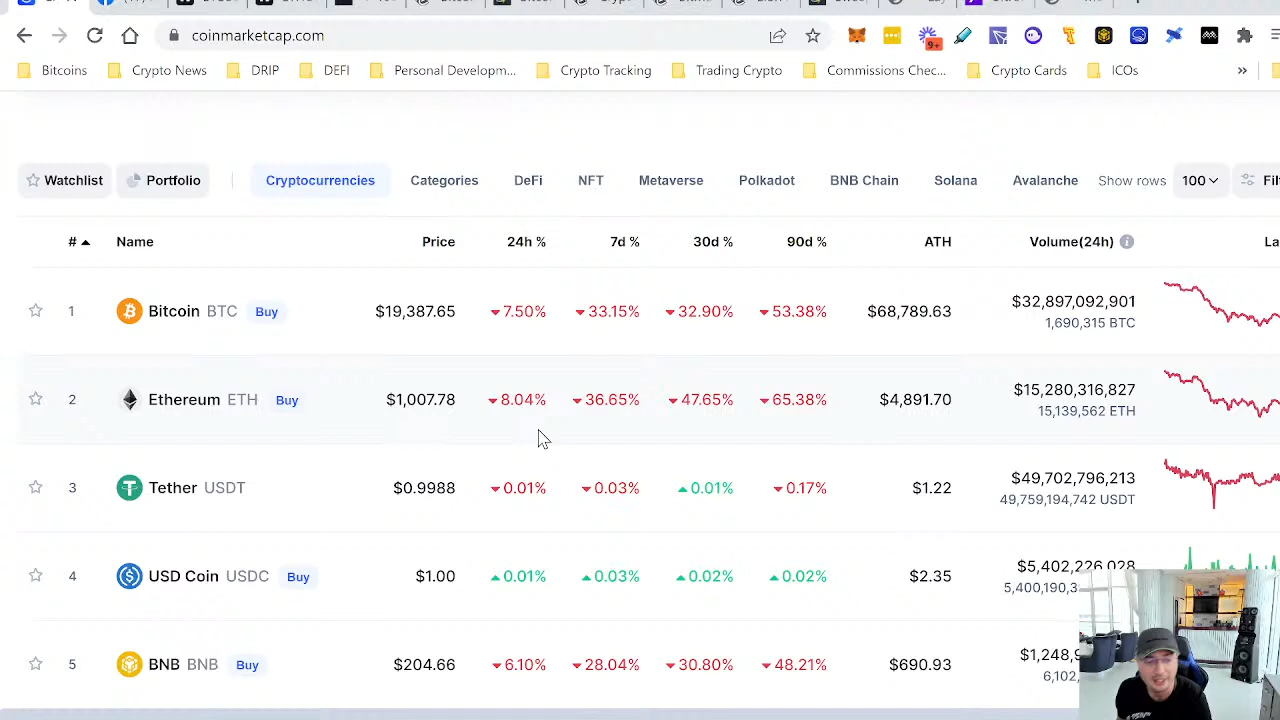 coinmarketcap.com
9+
Bitcoins Crypto News DRIP DEFI Personal Developm... Crypto Tracking Trading Crypto Commissions Chec... Crypto Cards ICOs »
Watchlist Portfolio Cryptocurrencies Categories DeFi NFT Metaverse Polkadot BNB Chain Solana Avalanche Show rows 100
# Name Price 24h % 7d % 30d % 90d % ATH Volume(24h)
1 Bitcoin BTC Buy $19,387.65 7.50% 33.15% 32.90% 53.38% $68,789.63 $32,897,092,901
1,690,315 BTC
2 Ethereum ETH Buy $1,007.78 8.04% 36.65% 47.65% 65.38% $4,891.70 $15,280,316,827
15,139,562 ETH
3 Tether USDT $0.9988 0.01% 0.03% 0.01% 0.17% $1.22 $49,702,796,213
49,759,194,742 USDT
4 USD Coin USDC Buy $1.00 0.01% 0.03% 0.02% 0.02% $2.35 $5,402,226,028
5 BNB BNB Buy $204.66 6.10% 28.04% 30.80% 48.21% $690.93